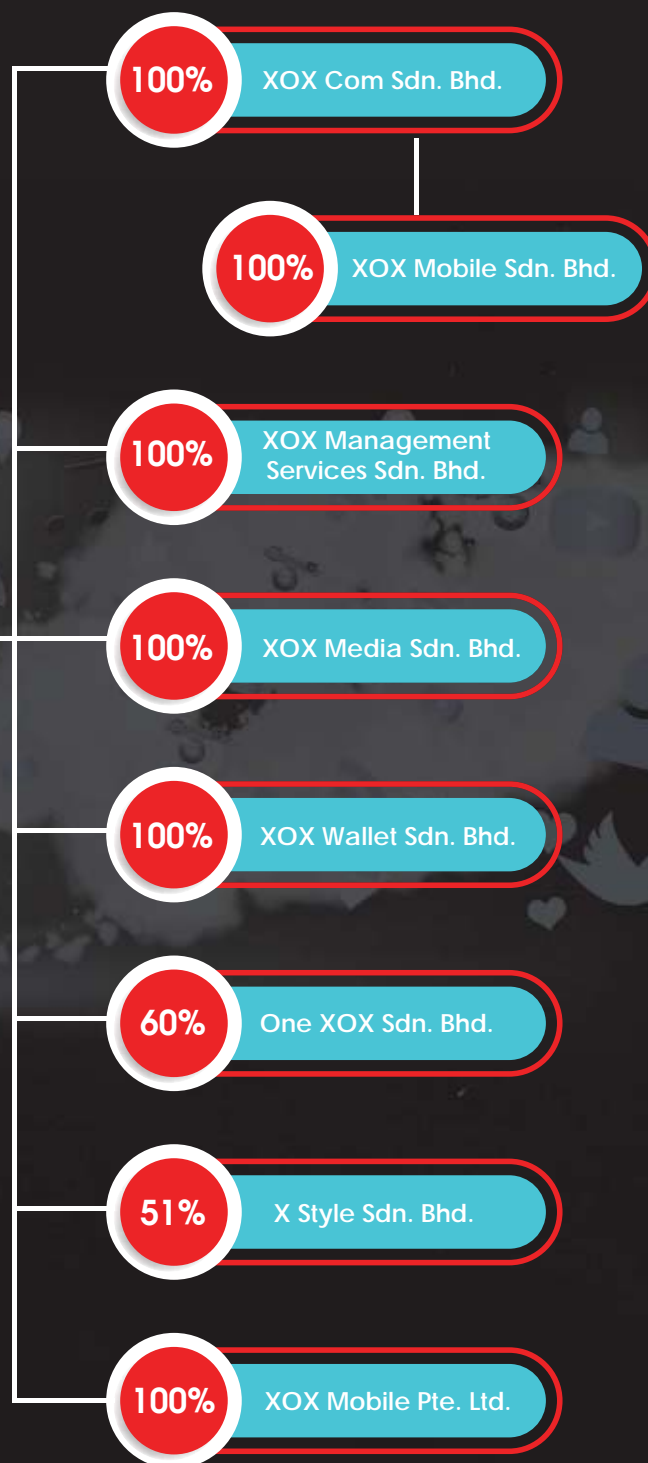 100%
XOX Com Sdn. Bhd.
100%
XOX Mobile Sdn. Bhd.
100%
XOX Management
Services Sdn. Bhd.
100%
XOX Media Sdn. Bhd.
100%
XOX Wallet Sdn. Bhd.
60%
One XOX Sdn. Bhd.
51%
X Style Sdn. Bhd.
100%
XOX Mobile Pte. Ltd.